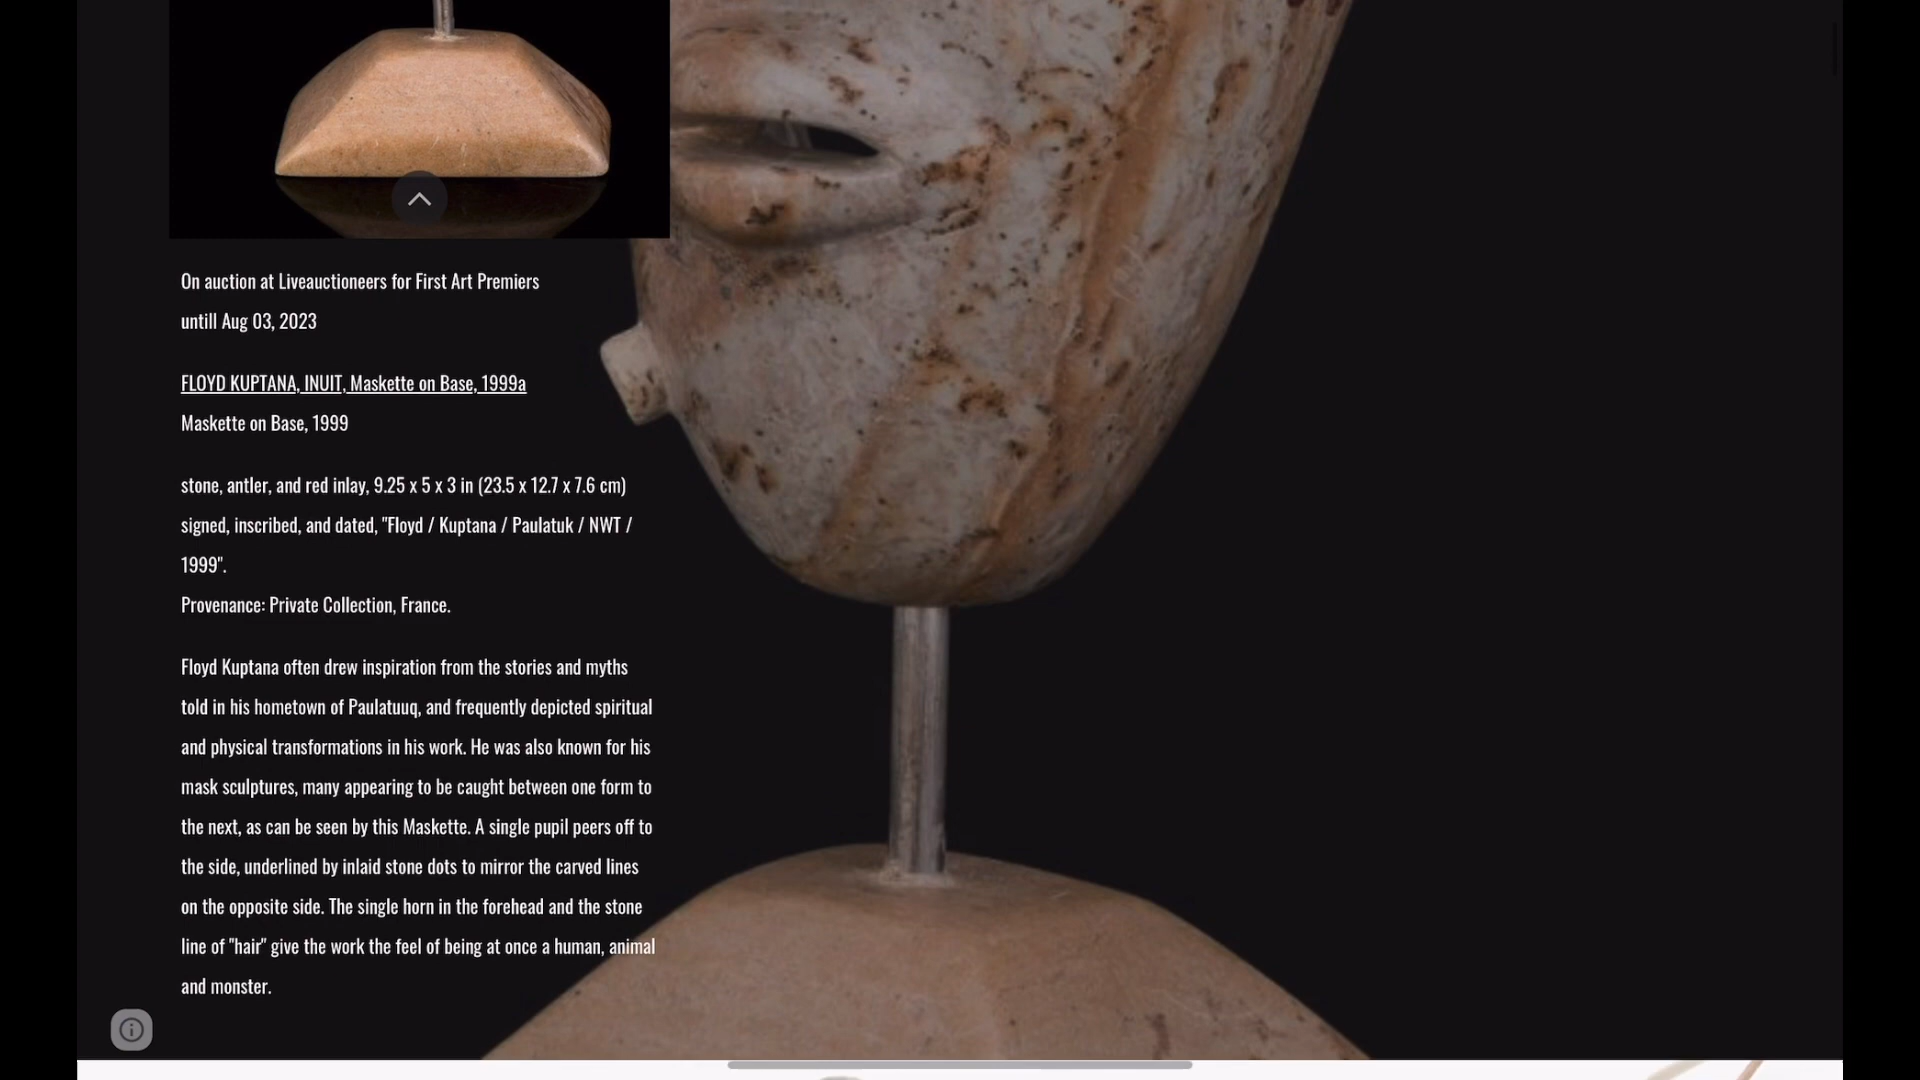 On auction at Liveauctioneers for First Art Premiers
untill Aug 03, 2023
FLOYD KUPTANA, INUIT, Maskette on Base, 1999a
Maskette on Base, 1999
stone, antler, and red inlay, 9.25 x 5 x 3 in (23.5 x 12.7 x 7.6 cm)
signed, inscribed, and dated, "Floyd / Kuptana / Paulatuk / NWT /
1999".
Provenance: Private Collection, France.
Floyd Kuptana often drew inspiration from the stories and myths
told in his hometown of Paulatuuq, and frequently depicted spiritual
and physical transformations in his work. He was also known for his
mask sculptures, many appearing to be caught between one form to
the next, as can be seen by this Maskette. A single pupil peers off to
the side, underlined by inlaid stone dots to mirror the carved lines
on the opposite side. The single horn in the forehead and the stone
line of "hair" give the work the feel of being at once a human, animal
and monster.